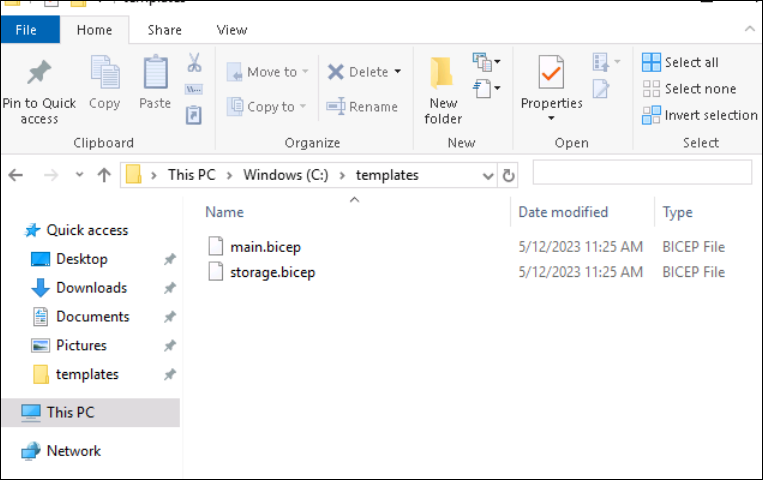 templates
File
Home
Share
View
Pin to Quick
access
Copy
Paste
Move to
Copy to
Delete
Rename
New
folder
Properties
Select all
Select none
Invert selection
Clipboard
Organize
New
Open
Select
This PC
Windows (C:)
templates
Name
Date modified
Type
Quick access
Desktop
Downloads
Documents
Pictures
templates
This PC
Network
main.bicep
5/12/2023 11:25 AM
BICEP File
storage.bicep
5/12/2023 11:25 AM
BICEP File